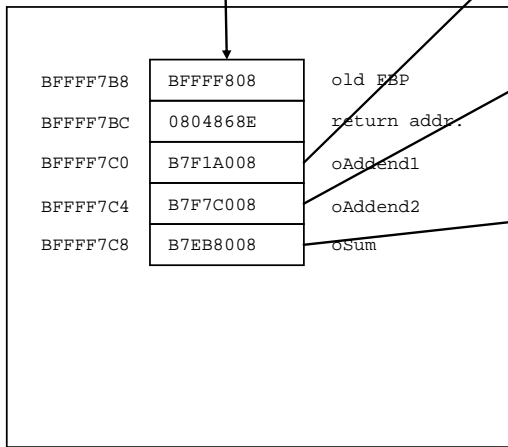 BFFFF7B8 BFFFF808 old EBP
BFFFF7BC 0804868E return addr.
BFFFF7C0 B7F1A008 oAddend1
BFFFF7C4 B7F7C008 oAddend2
BFFFF7C8 B7EB8008 oSum